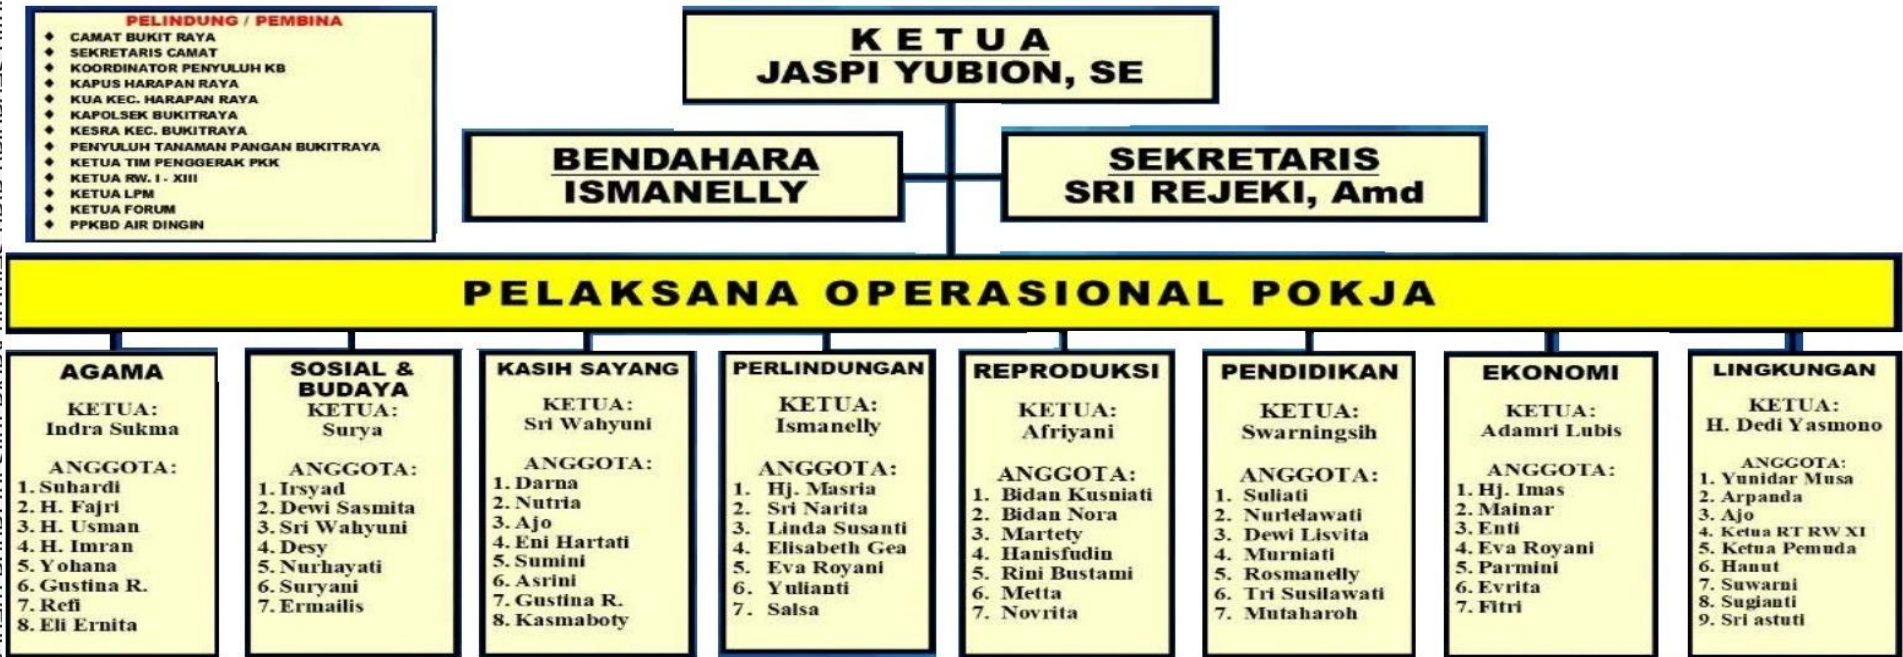 PELINDUNG / PEMBINA
◆ CAMAT BUKIT RAYA
◆ SEKRETARIS CAMAT
◆ KOORDINATOR PENYULUH KB
◆ KAPUS HARAPAN RAYA
◆ KUA KEC. HARAPAN RAYA
◆ KAPOLSEK BUKITRAYA
◆ KESRA KEC. BUKITRAYA
◆ PENYULUH TANAMAN PANGAN BUKITRAYA
◆ KETUA TIM PENGGERAK PKK
◆ KETUA RW. I - XIII
◆ KETUA LPM
◆ KETUA FORUM
◆ PPKBD AIR DINGIN
KETUA
JASPI YUBION, SE
BENDAHARA
ISMANELLY
SEKRETARIS
SRI REJEKI, Amd
PELAKSANA OPERASIONAL POKJA
AGAMA
KETUA:
Indra Sukma
ANGGOTA:
1. Suhardi
2. H. Fajri
3. H. Usman
4. H. Imran
5. Yohana
6. Gustina R.
7. Refi
8. Eli Ernita
SOSIAL &
BUDAYA
KETUA:
Surya
ANGGOTA:
1. Irsyad
2. Dewi Sasmita
3. Sri Wahyuni
4. Desy
5. Nurhayati
6. Suryani
7. Ermailis
KASIH SAYANG
KETUA:
Sri Wahyuni
ANGGOTA:
1. Darna
2. Nutria
3. Ajo
4. Eni Hartati
5. Sumini
6. Asrini
7. Gustina R.
8. Kasmaboty
PERLINDUNGAN
KETUA:
Ismanelly
ANGGOTA:
1. Hj. Masria
2. Sri Narita
3. Linda Susanti
4. Elisabeth Gea
5. Eva Royani
6. Yulianti
7. Salsa
REPRODUKSI
KETUA:
Afriyani
ANGGOTA:
1. Bidan Kusniati
2. Bidan Nora
3. Martety
4. Hanisfudin
5. Rini Bustami
6. Metta
7. Novrita
PENDIDIKAN
KETUA:
Swarningsih
ANGGOTA:
1. Suliati
2. Nurlelawati
3. Dewi Lisvita
4. Murniati
5. Rosmanelly
6. Tri Susilawati
7. Mutaharoh
EKONOMI
KETUA:
Adamri Lubis
ANGGOTA:
1. Hj. Imas
2. Mainar
3. Enti
4. Eva Royani
5. Parmini
6. Evrita
7. Fitri
LINGKUNGAN
KETUA:
H. Dedi Yasmono
ANGGOTA:
1. Yunidar Musa
2. Arpanda
3. Ajo
4. Ketua RT RW XI
5. Ketua Pemuda
6. Hanut
7. Suwarni
8. Sugianti
9. Sri astuti